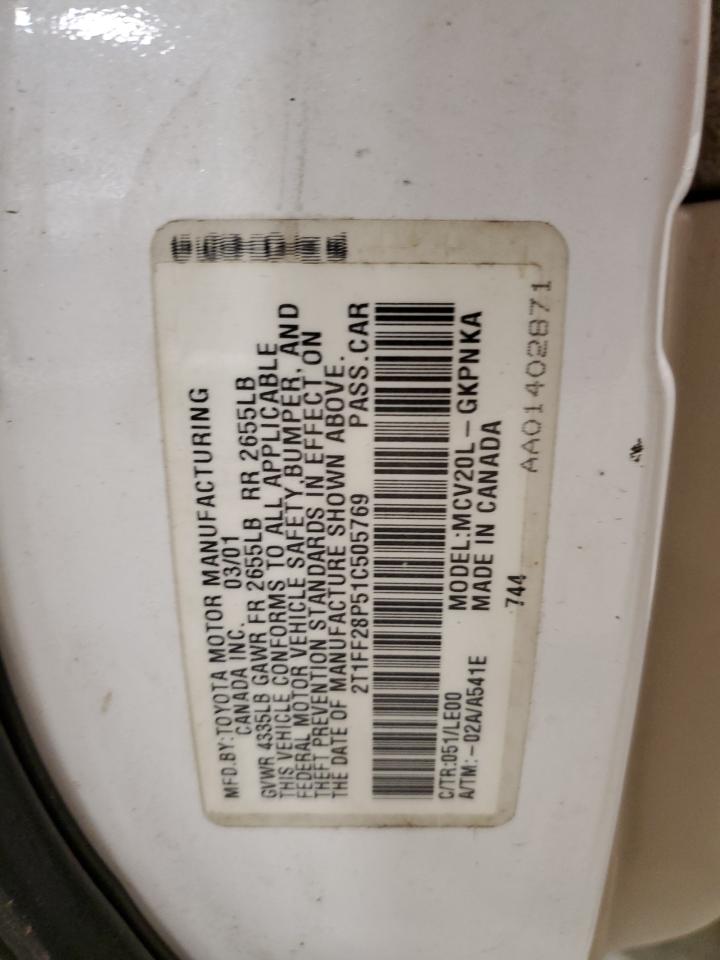 MFD.BY:TOYOTA MOTOR MANUFACTURING
CANADA INC. 03/01
GVWR 4335LB GAWR FR 2655LB RR 2655LB
THIS VEHICLE CONFORMS TO ALL APPLICABLE
FEDERAL MOTOR VEHICLE SAFETY,BUMPER, AND
THEFT PREVENTION STANDARDS IN EFFECT ON
THE DATE OF MANUFACTURE SHOWN ABOVE.
2T1FF28P51C505769 PASS.CAR
C/TR:051/LE00 MODEL:MCV20L-GKPNKA
A/TM:-02A/A541E MADE IN CANADA
744
AA01402871